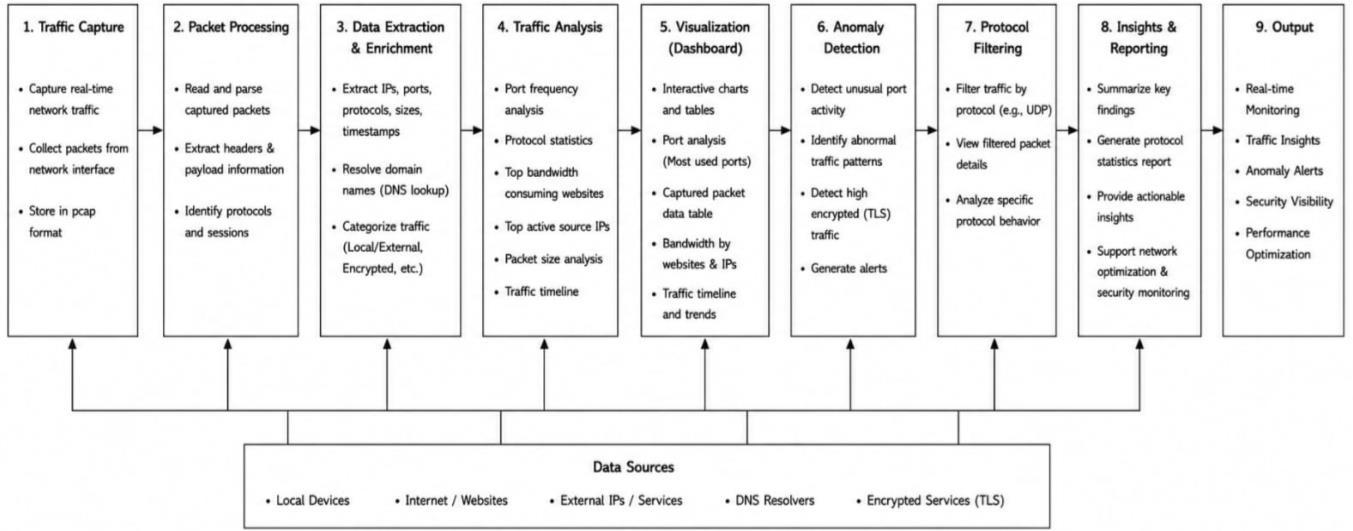 1. Traffic Capture
• Capture real-time
network traffic
• Collect packets from
network interface
• Store in pcap
format
2. Packet Processing
• Read and parse
captured packets
• Extract headers &
payload information
• Identify protocols
and sessions
3. Data Extraction
& Enrichment
• Extract IPs, ports,
protocols, sizes,
timestamps
• Resolve domain
names (DNS lookup)
• Categorize traffic
(Local/External,
Encrypted, etc.)
4. Traffic Analysis
• Port frequency
analysis
• Protocol statistics
• Top bandwidth
consuming websites
• Top active source IPs
• Packet size analysis
• Traffic timeline
5. Visualization
(Dashboard)
• Interactive charts
and tables
• Port analysis
(Most used ports)
• Captured packet
data table
• Bandwidth by
websites & IPs
• Traffic timeline
and trends
6. Anomaly
Detection
• Detect unusual port
activity
• Identify abnormal
traffic patterns
• Detect high
encrypted (TLS)
traffic
• Generate alerts
7. Protocol
Filtering
• Filter traffic by
protocol (e.g., UDP)
• View filtered packet
details
• Analyze specific
protocol behavior
8. Insights &
Reporting
• Summarize key
findings
• Generate protocol
statistics report
• Provide actionable
insights
• Support network
optimization &
security monitoring
9. Output
• Real-time
Monitoring
• Traffic Insights
• Anomaly Alerts
• Security Visibility
• Performance
Optimization
Data Sources
• Local Devices • Internet / Websites • External IPs / Services • DNS Resolvers • Encrypted Services (TLS)